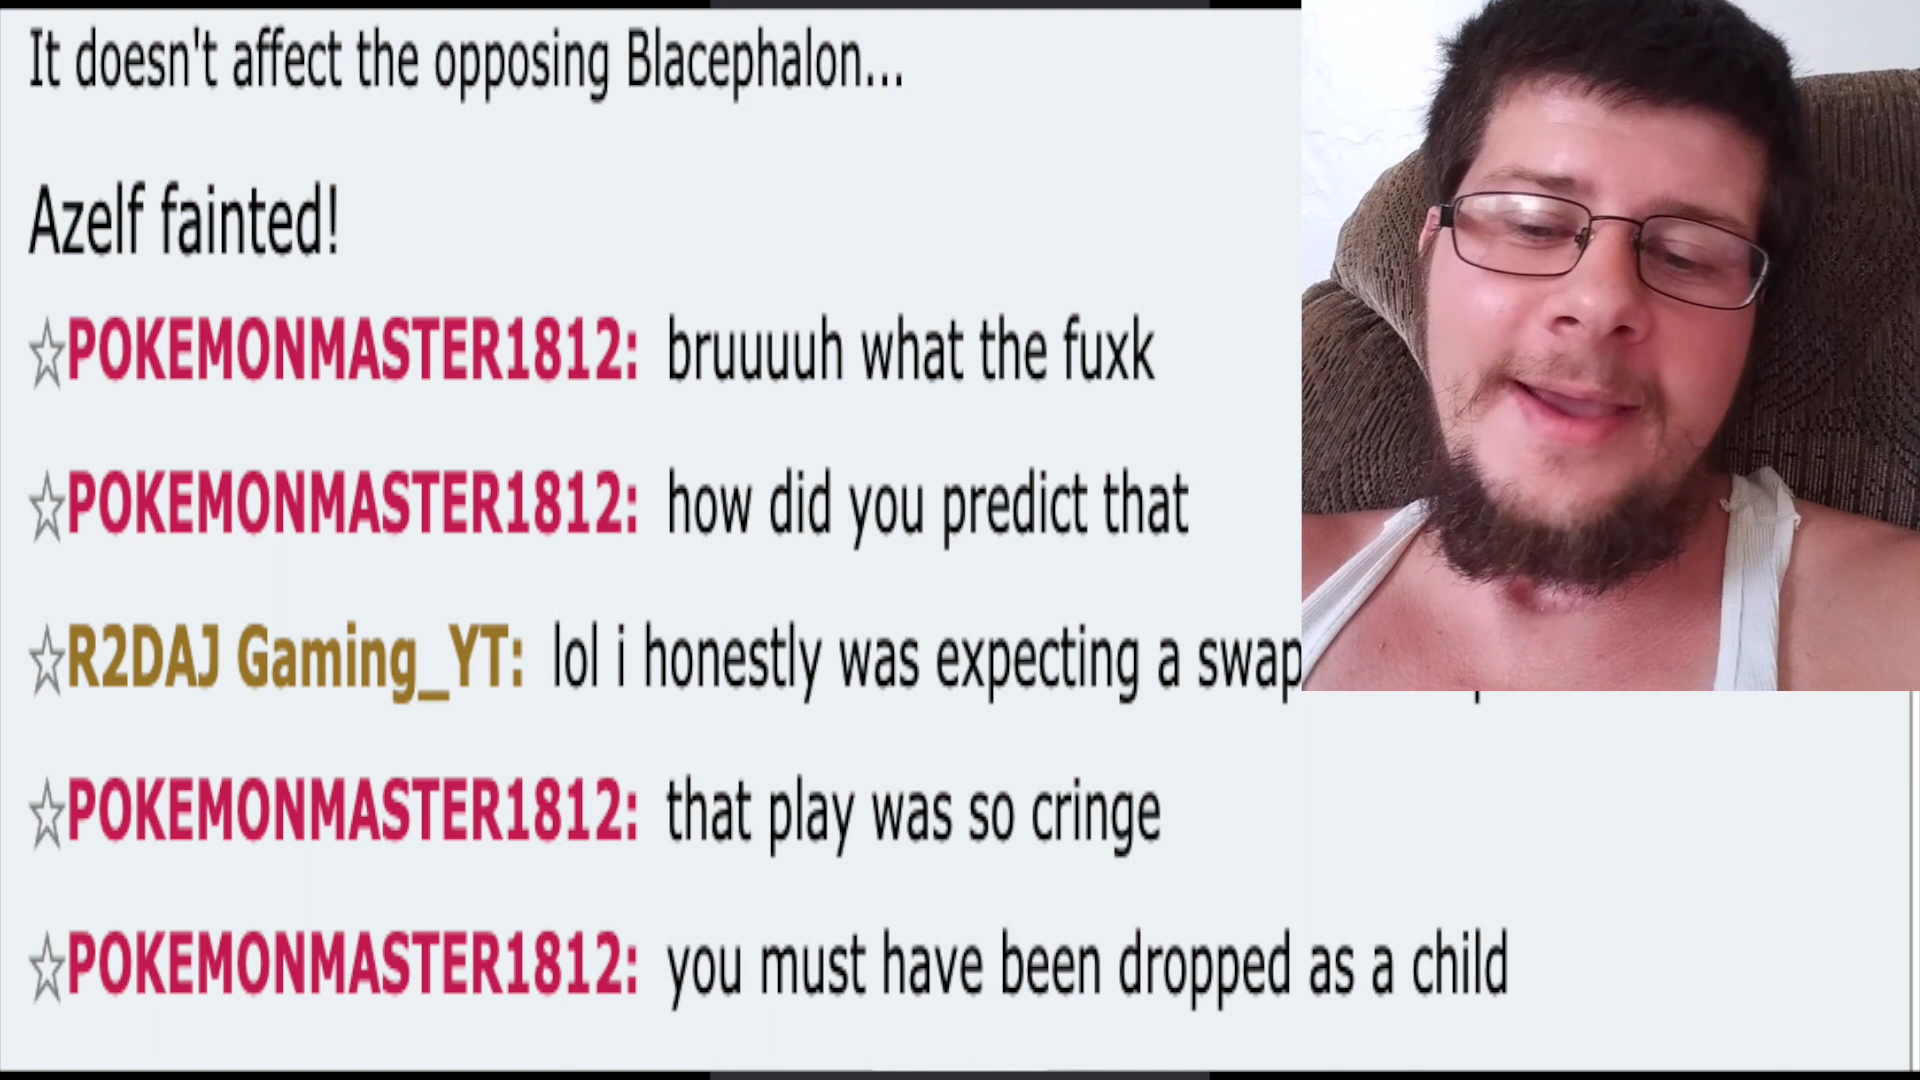 It doesn't affect the opposing Blacephalon...
Azelf fainted!
☆POKEMONMASTER1812: bruuuuh what the fuxk
☆POKEMONMASTER1812: how did you predict that
☆R2DAJ Gaming_YT: lol i honestly was expecting a swap
☆POKEMONMASTER1812: that play was so cringe
☆POKEMONMASTER1812: you must have been dropped as a child